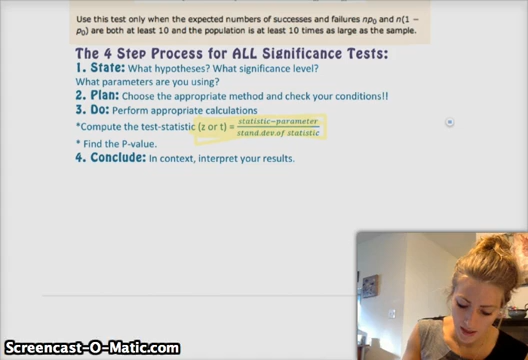 Use this test only when the expected numbers of successes and failures np₀ and n(1 −
p₀) are both at least 10 and the population is at least 10 times as large as the sample.
The 4 Step Process for ALL Significance Tests:
1. State: What hypotheses? What significance level?
What parameters are you using?
2. Plan: Choose the appropriate method and check your conditions!!
3. Do: Perform appropriate calculations
*Compute the test-statistic (z or t) = statistic−parameter / stand.dev.of statistic
* Find the P-value.
4. Conclude: In context, interpret your results.
Screencast-O-Matic.com